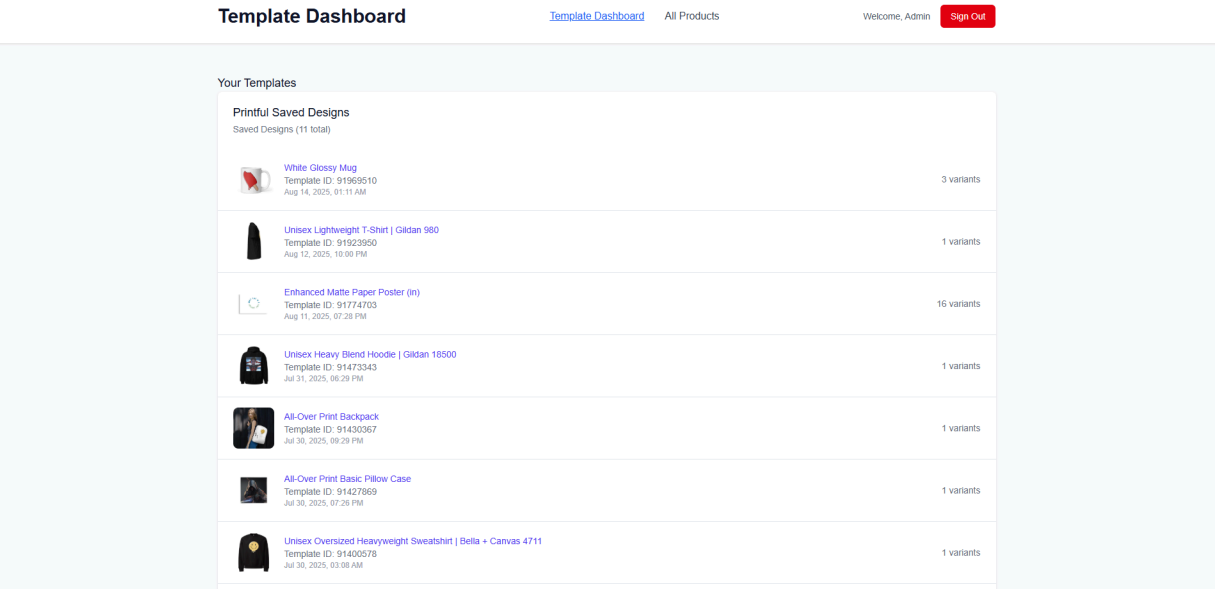 Template Dashboard
Template Dashboard
All Products
Welcome, Admin
Sign Out
Your Templates
Printful Saved Designs
Saved Designs (11 total)
White Glossy Mug
Template ID: 91969510
Aug 14, 2025, 01:11 AM
3 variants
Unisex Lightweight T-Shirt | Gildan 980
Template ID: 91923950
Aug 12, 2025, 10:00 PM
1 variants
Enhanced Matte Paper Poster (in)
Template ID: 91774703
Aug 11, 2025, 07:28 PM
16 variants
Unisex Heavy Blend Hoodie | Gildan 18500
Template ID: 91473343
Jul 31, 2025, 06:29 PM
1 variants
All-Over Print Backpack
Template ID: 91430367
Jul 30, 2025, 09:29 PM
1 variants
All-Over Print Basic Pillow Case
Template ID: 91427869
Jul 30, 2025, 07:26 PM
1 variants
Unisex Oversized Heavyweight Sweatshirt | Bella + Canvas 4711
Template ID: 91400578
Jul 30, 2025, 03:08 AM
1 variants